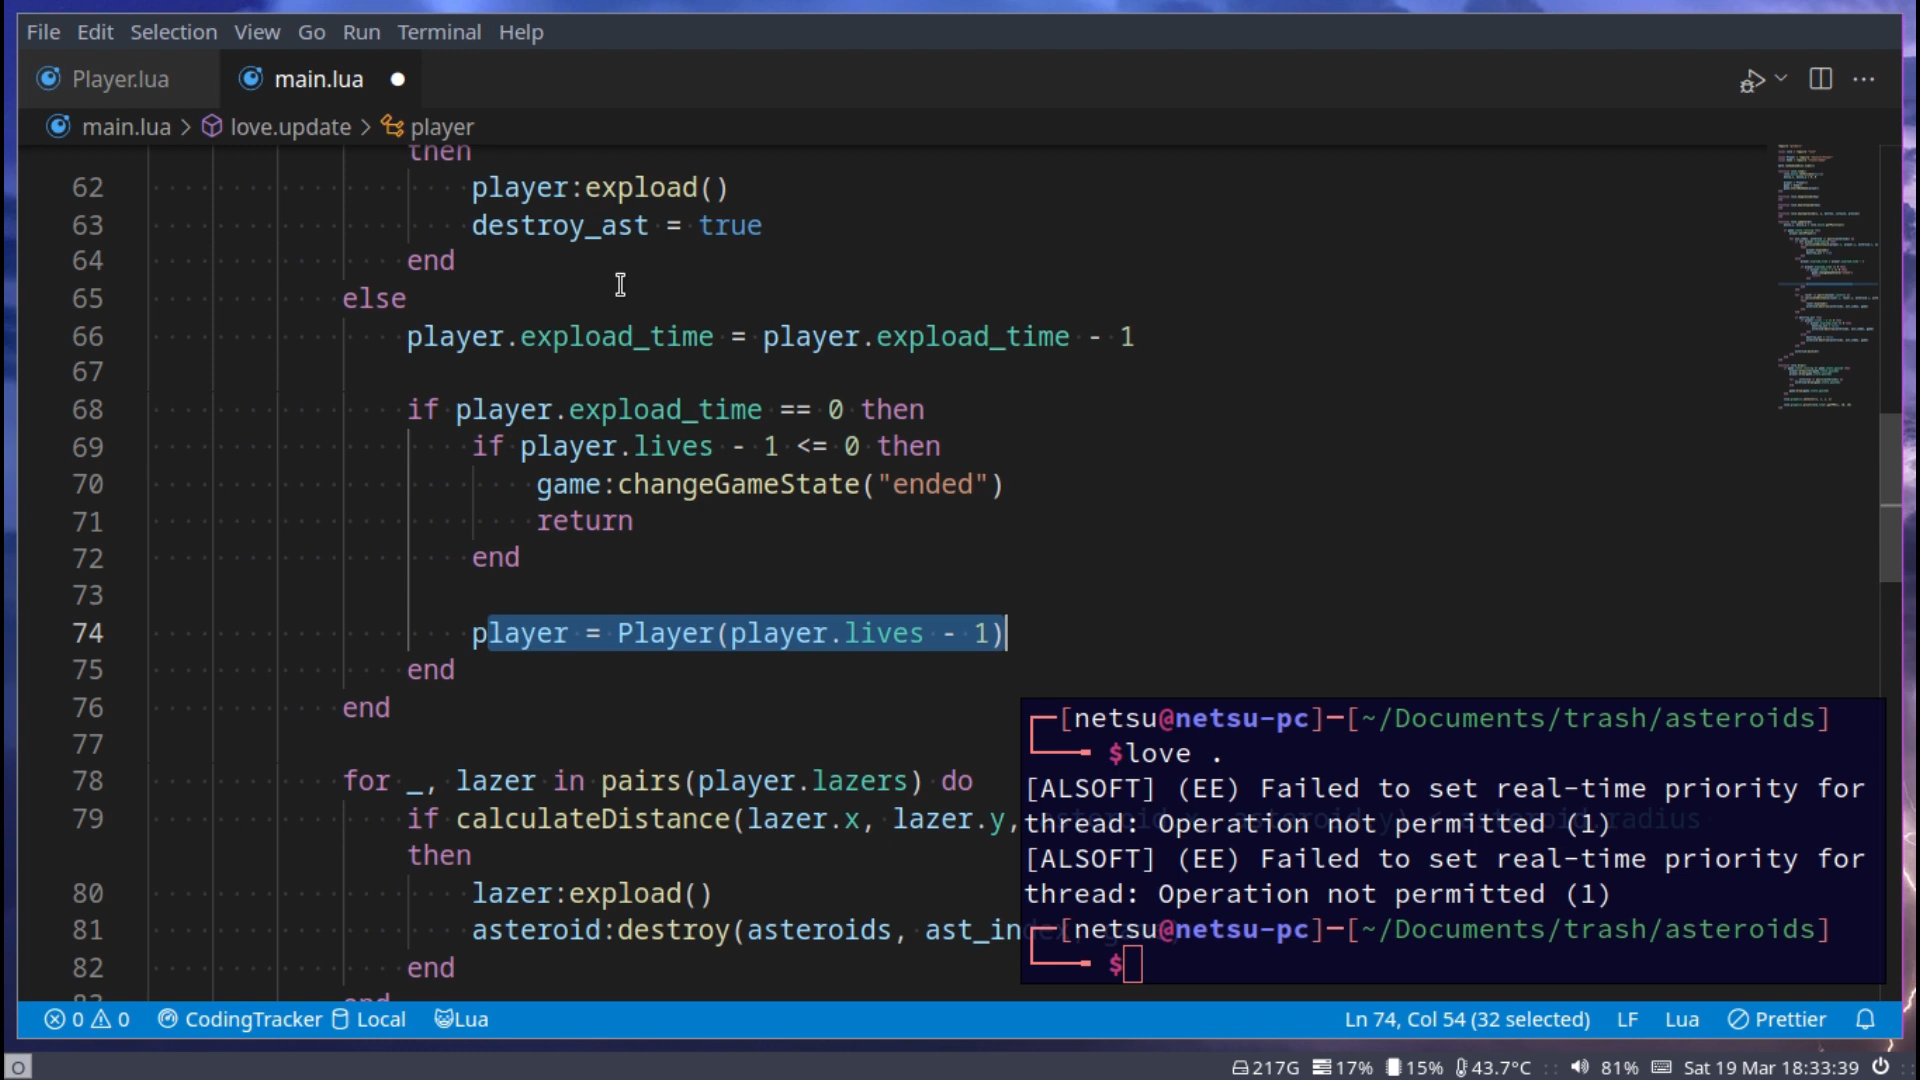 File Edit Selection View Go Run Terminal Help
Player.lua main.lua
main.lua > love.update > player
then
62 player:expload()
63 destroy_ast = true
64 end
65 else
66 player.expload_time = player.expload_time - 1
67
68 if player.expload_time == 0 then
69 if player.lives - 1 <= 0 then
70 game:changeGameState("ended")
71 return
72 end
73
74 player = Player(player.lives - 1)
75 end
76 end
77
78 for _, lazer in pairs(player.lazers) do
79 if calculateDistance(lazer.x, lazer.y,
then
80 lazer:expload()
81 asteroid:destroy(asteroids, ast_in
82 end
[netsu@netsu-pc]-[~/Documents/trash/asteroids]
$love .
[ALSOFT] (EE) Failed to set real-time priority for
thread: Operation not permitted (1)
[ALSOFT] (EE) Failed to set real-time priority for
thread: Operation not permitted (1)
[netsu@netsu-pc]-[~/Documents/trash/asteroids]
$
0 0 CodingTracker Local Lua Ln 74, Col 54 (32 selected) LF Lua Prettier
217G 17% 15% 43.7°C 81% Sat 19 Mar 18:33:39